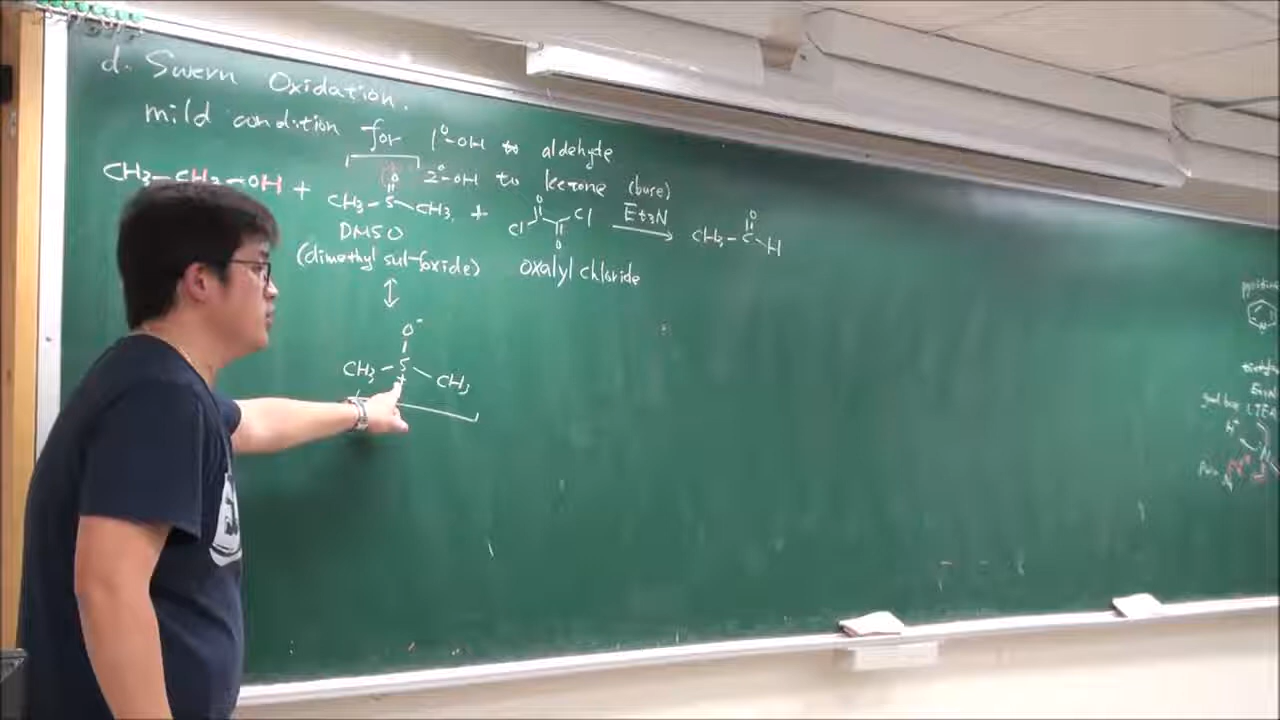 d. Swern Oxidation.
mild condition for 1°-OH to aldehyde
2°-OH to ketone (base)
CH3-CH2-OH + CH3-S-CH3 + Cl Cl Et3N CH3-C-H
O O O O
DMSO
(dimethyl sulfoxide) oxalyl chloride
O-
CH3-S-CH3
+